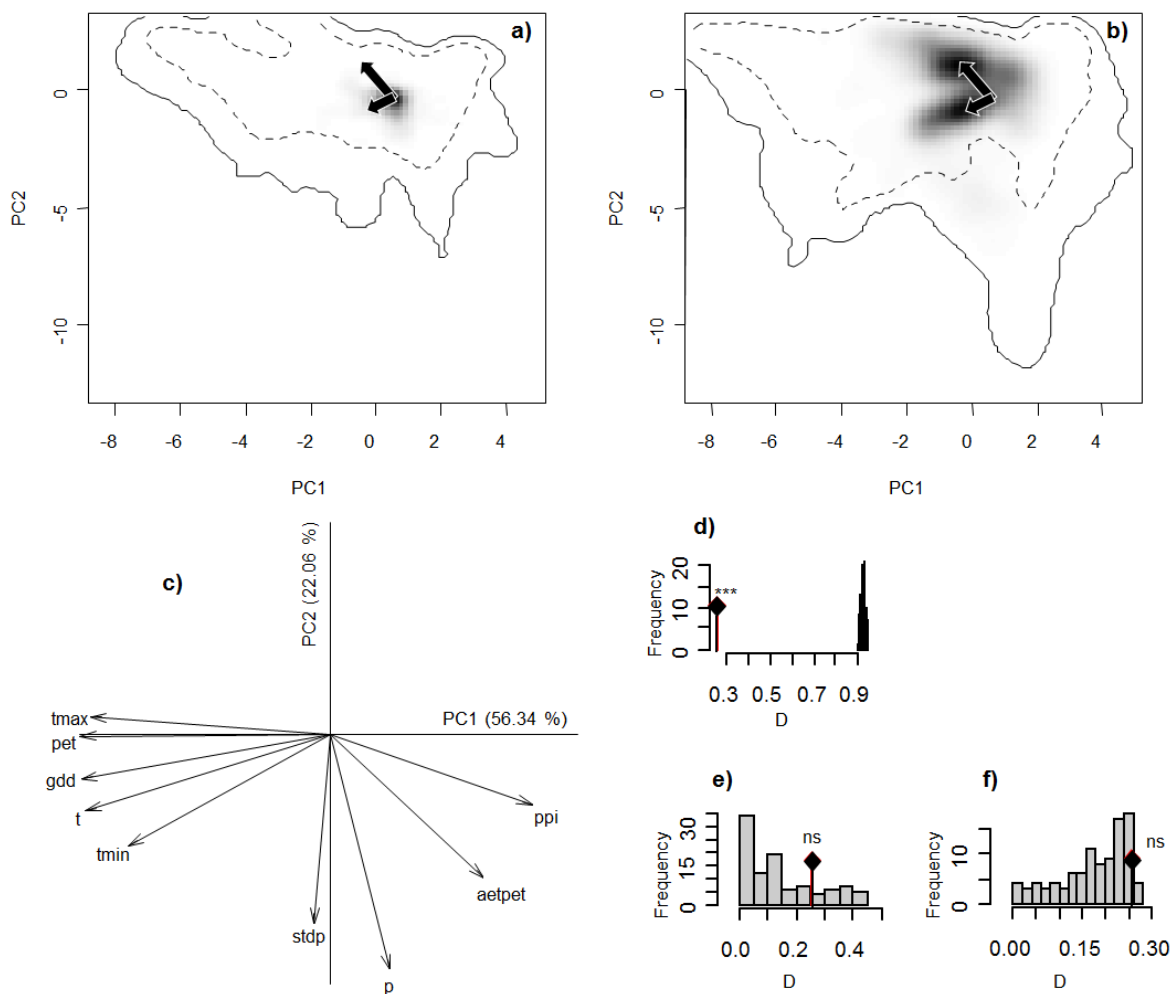 a)
PC2
0
-5
-10
-8 -6 -4 -2 0 2 4
PC1
b)
PC2
0
-5
-10
-8 -6 -4 -2 0 2 4
PC1
c)
PC2 (22.06 %)
PC1 (56.34 %)
tmax
pet
gdd
t
tmin
stdp
p
aetpet
ppi
d)
Frequency
0 10 20
***
0.3 0.5 0.7 0.9
D
e)
Frequency
0 15 30
ns
0.0 0.2 0.4
D
f)
Frequency
0 10
ns
0.00 0.15 0.30
D